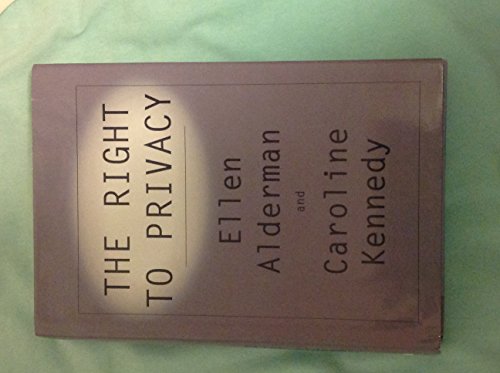 THE RIGHT
TO PRIVACY
Ellen
Alderman
and
Caroline
Kennedy